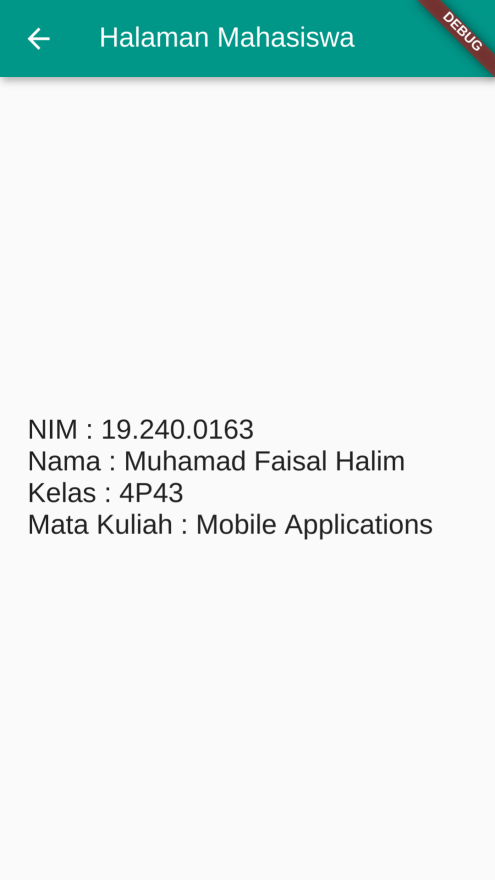 Halaman Mahasiswa
DEBUG
NIM : 19.240.0163
Nama : Muhamad Faisal Halim
Kelas : 4P43
Mata Kuliah : Mobile Applications